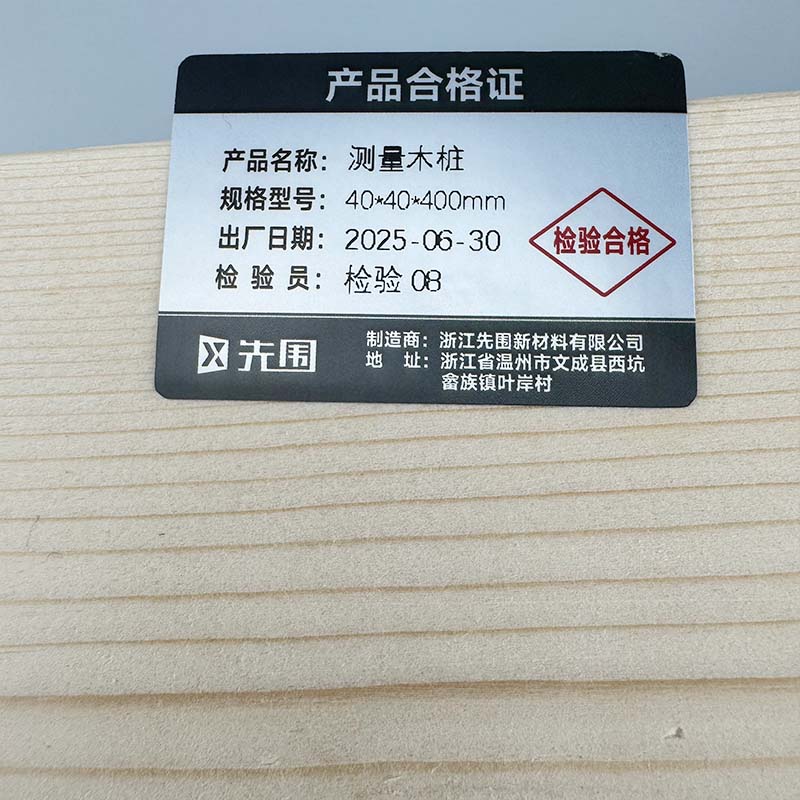 产品合格证
产品名称： 测量木桩
规格型号： 40*40*400mm
出厂日期： 2025-06-30
检 验 员： 检验 08
检验合格
先围
制造商：浙江先围新材料有限公司
地 址：浙江省温州市文成县西坑
畲族镇叶岸村